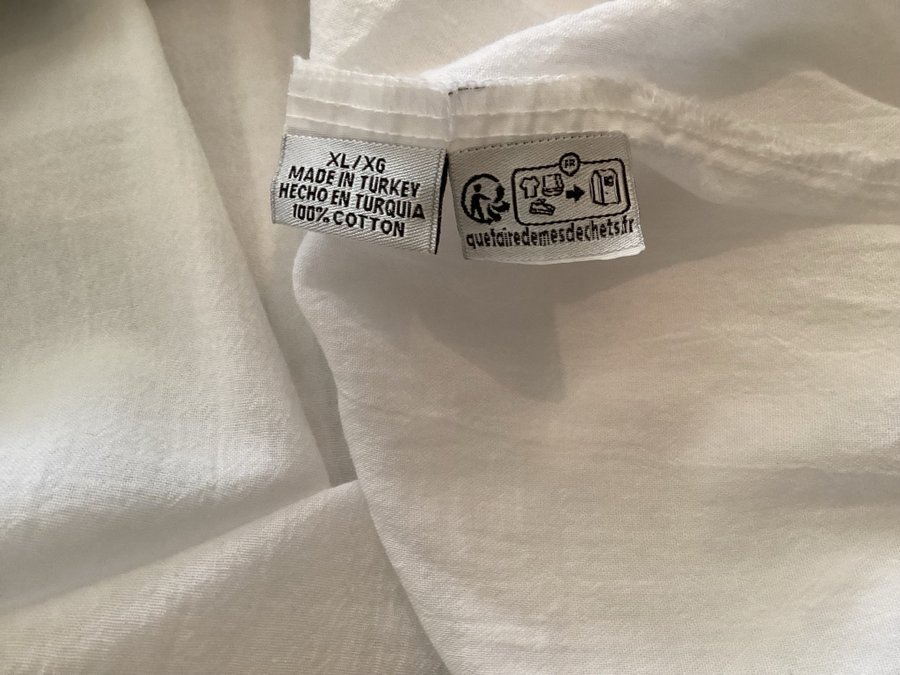 XL/XG
MADE IN TURKEY
HECHO EN TURQUIA
100% COTTON
FR
quefairedemesdechets.fr